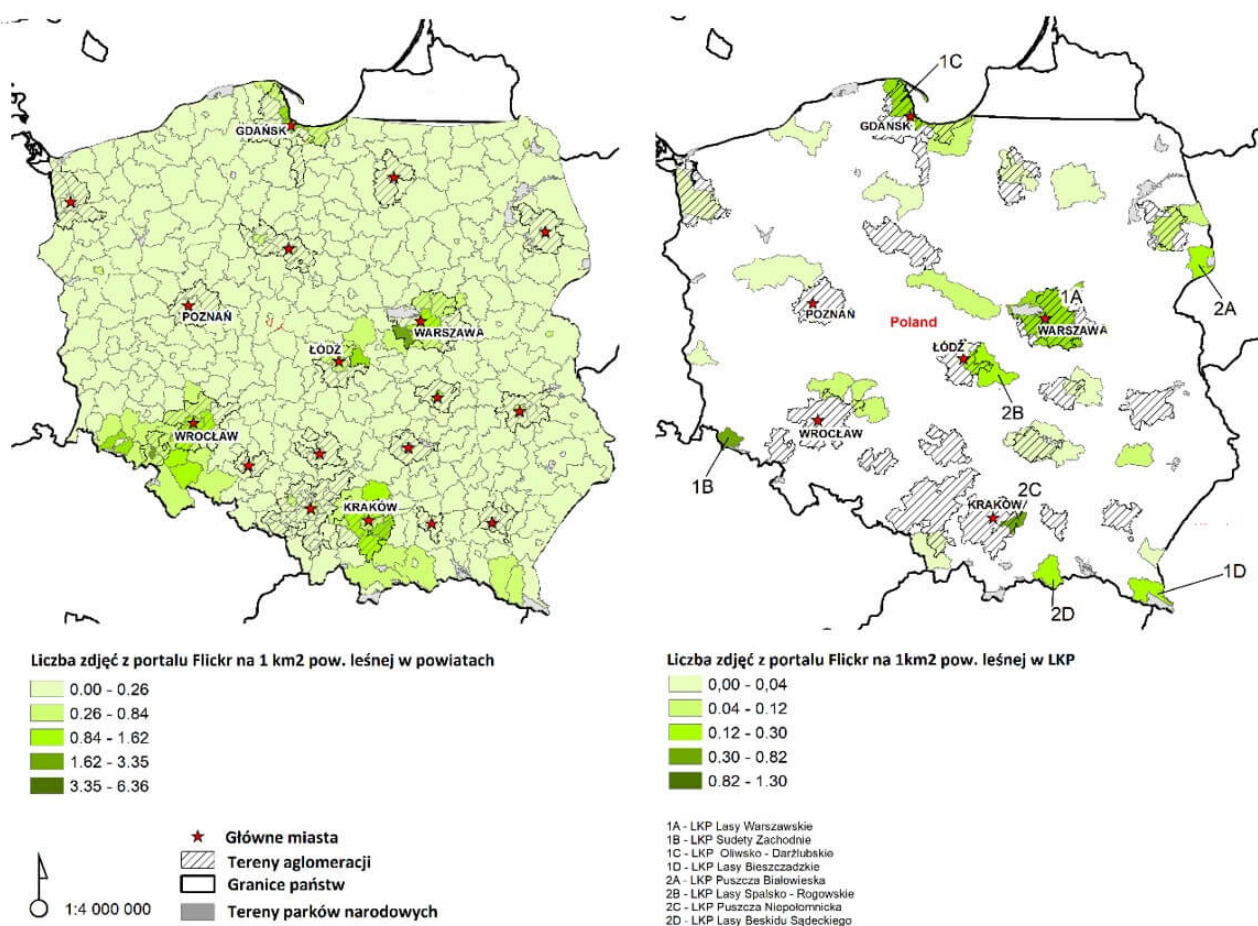 GDAŃSK
POZNAŃ
WARSZAWA
ŁÓDŹ
WROCŁAW
KRAKÓW
1C
GDAŃSK
2A
1A
POZNAŃ
Poland
WARSZAWA
ŁÓDŹ
2B
WROCŁAW
1B
2C
KRAKÓW
1D
2D
Liczba zdjęć z portalu Flickr na 1 km2 pow. leśnej w powiatach
0.00 - 0.26
0.26 - 0.84
0.84 - 1.62
1.62 - 3.35
3.35 - 6.36
Liczba zdjęć z portalu Flickr na 1km2 pow. leśnej w LKP
0,00 - 0,04
0.04 - 0.12
0.12 - 0.30
0.30 - 0.82
0.82 - 1.30
1:4 000 000
Główne miasta
Tereny aglomeracji
Granice państw
Tereny parków narodowych
1A - LKP Lasy Warszawskie
1B - LKP Sudety Zachodnie
1C - LKP Oliwsko - Darżlubskie
1D - LKP Lasy Bieszczadzkie
2A - LKP Puszcza Białowieska
2B - LKP Lasy Spalsko - Rogowskie
2C - LKP Puszcza Niepołomnicka
2D - LKP Lasy Beskidu Sądeckiego